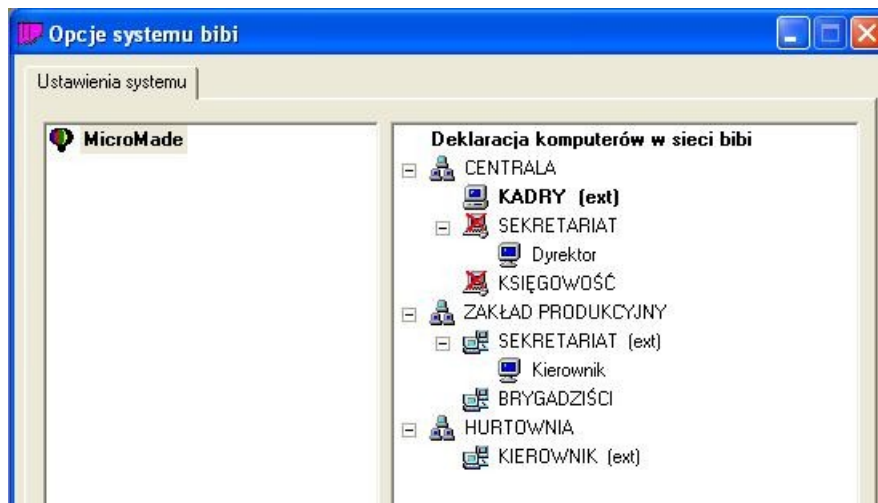 Opcje systemu bibi
Ustawienia systemu
MicroMade
Deklaracja komputerów w sieci bibi
CENTRALA
KADRY (ext)
SEKRETARIAT
Dyrektor
KSIĘGOWOŚĆ
ZAKŁAD PRODUKCYJNY
SEKRETARIAT (ext)
Kierownik
BRYGADZIŚCI
HURTOWNIA
KIEROWNIK (ext)